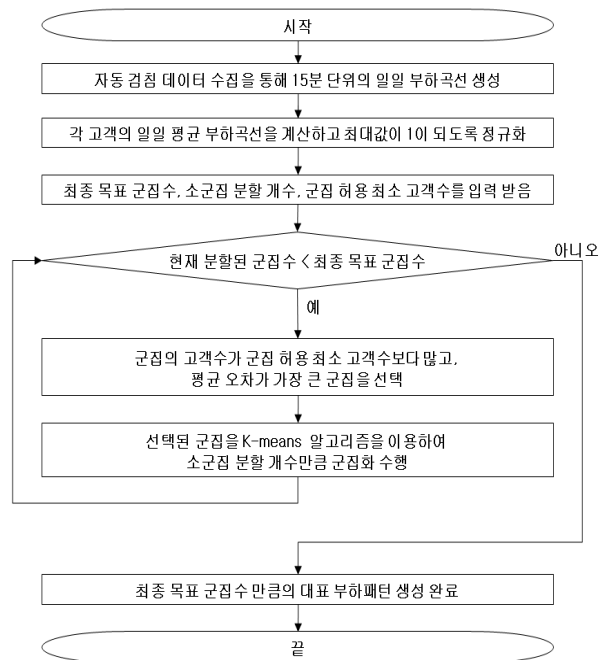 시작
자동 검침 데이터 수집을 통해 15분 단위의 일일 부하곡선 생성
각 고객의 일일 평균 부하곡선을 계산하고 최대값이 1이 되도록 정규화
최종 목표 군집수, 소군집 분할 개수, 군집 허용 최소 고객수를 입력 받음
현재 분할된 군집수 < 최종 목표 군집수
아니오
예
군집의 고객수가 군집 허용 최소 고객수보다 많고,
평균 오차가 가장 큰 군집을 선택
선택된 군집을 K-means 알고리즘을 이용하여
소군집 분할 개수만큼 군집화 수행
최종 목표 군집수 만큼의 대표 부하패턴 생성 완료
끝